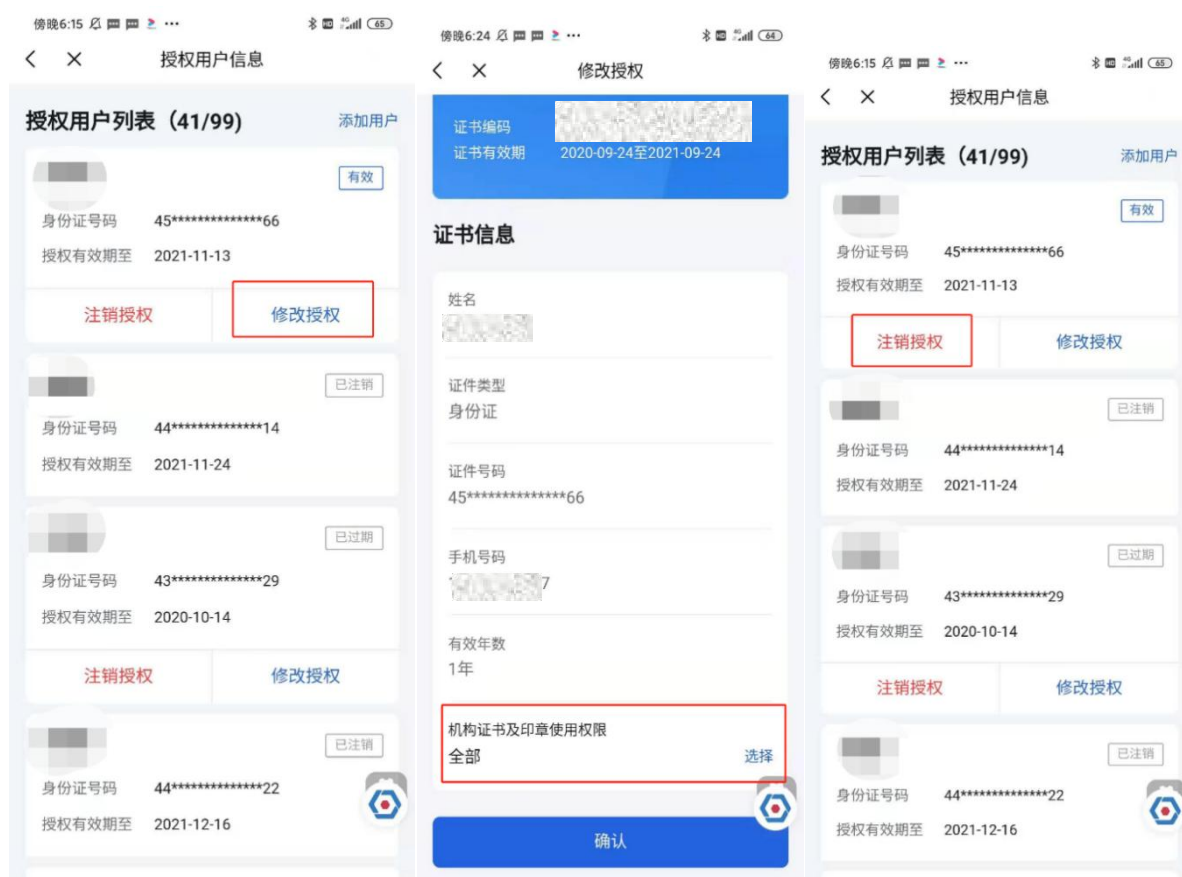 傍晚6:15 ··· HD 4G 65
授权用户信息
授权用户列表（41/99） 添加用户
有效
身份证号码 45**************66
授权有效期至 2021-11-13
注销授权 修改授权
已注销
身份证号码 44**************14
授权有效期至 2021-11-24
已过期
身份证号码 43**************29
授权有效期至 2020-10-14
注销授权 修改授权
已注销
身份证号码 44**************22
授权有效期至 2021-12-16
傍晚6:24 ··· HD 4G 64
修改授权
证书编码
证书有效期 2020-09-24至2021-09-24
证书信息
姓名
证件类型
身份证
证件号码
45**************66
手机号码
7
有效年数
1年
机构证书及印章使用权限
全部 选择
确认
傍晚6:15 ··· HD 4G 65
授权用户信息
授权用户列表（41/99） 添加用户
有效
身份证号码 45**************66
授权有效期至 2021-11-13
注销授权 修改授权
已注销
身份证号码 44**************14
授权有效期至 2021-11-24
已过期
身份证号码 43**************29
授权有效期至 2020-10-14
注销授权 修改授权
已注销
身份证号码 44**************22
授权有效期至 2021-12-16